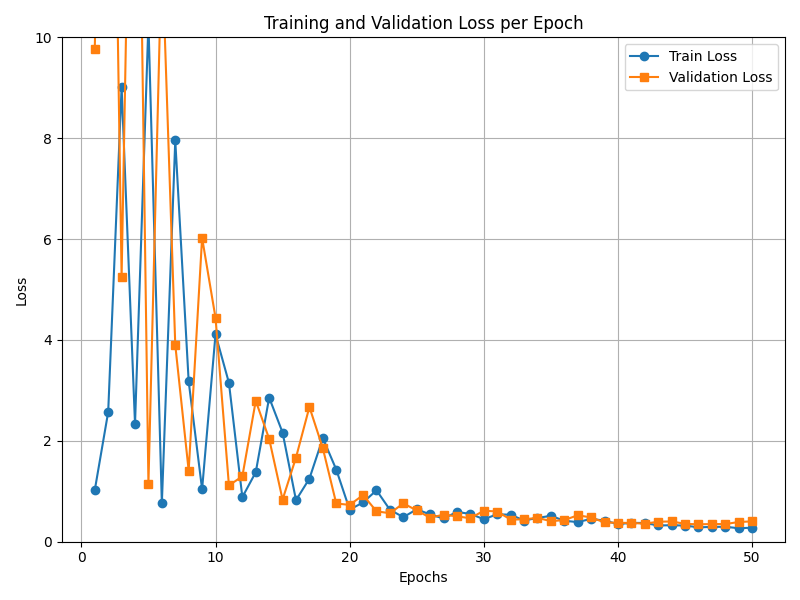 Training and Validation Loss per Epoch
Train Loss
Validation Loss
Loss
10
8
6
4
2
0
0 10 20 30 40 50
Epochs